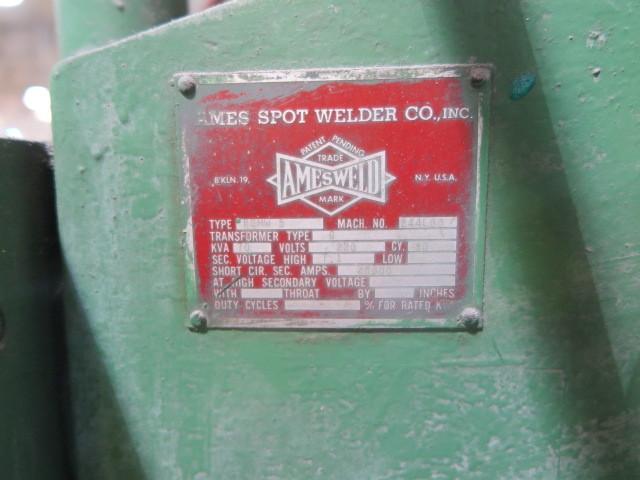 AMES SPOT WELDER CO., INC.
PATENT PENDING
TRADE
B'KLN. 19, AMESWELD N.Y. U.S.A.
MARK
TYPE MACH. NO.
TRANSFORMER TYPE
KVA VOLTS 220 CY.
SEC. VOLTAGE HIGH LOW
SHORT CIR. SEC. AMPS.
AT HIGH SECONDARY VOLTAGE
WITH THROAT BY INCHES
DUTY CYCLES % FOR RATED